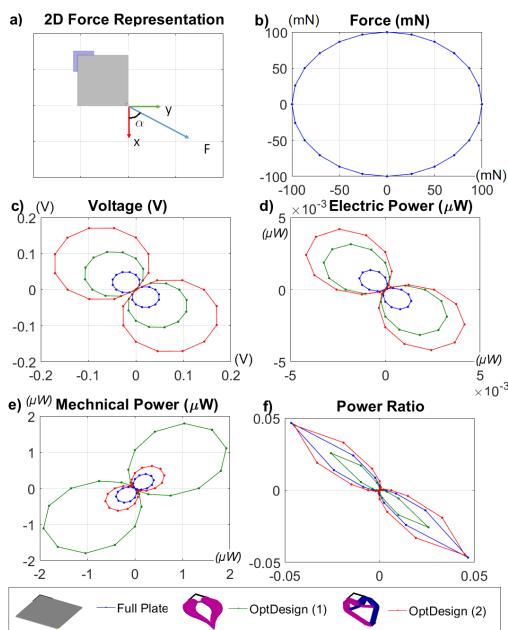 a) 2D Force Representation
y
α
x
F
b) (mN) Force (mN)
100
50
0
-50
-100
-100 -50 0 50 100
(mN)
c) (V) Voltage (V)
0.2
0.1
0
-0.1
-0.2
-0.2 -0.1 0 0.1 0.2
(V)
d) 5 × 10⁻³ Electric Power (μW)
(μW)
0
-5
-5 0 5
(μW)
× 10⁻³
e) (μW) Mechnical Power (μW)
2
1
0
-1
-2
-2 -1 0 1 2
(μW)
f) Power Ratio
0.05
0
-0.05
-0.05 0 0.05
Full Plate OptDesign (1) OptDesign (2)